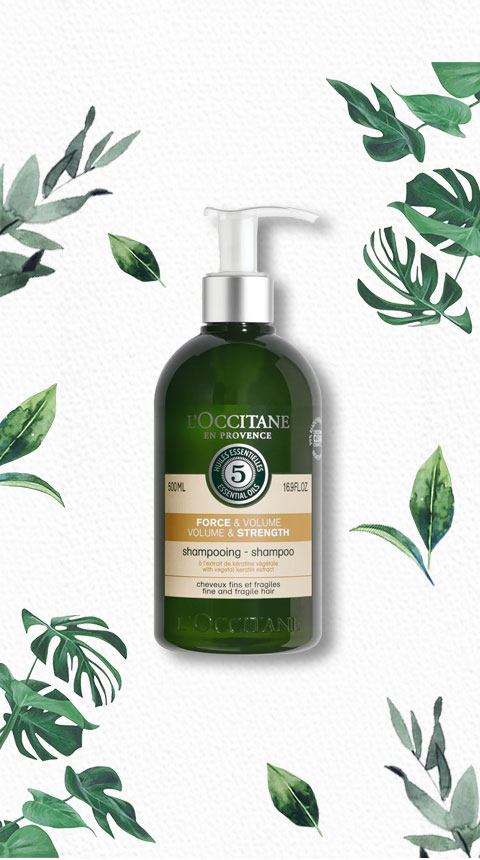 L'OCCITANE
EN PROVENCE
HUILES ESSENTIELLES
5
ESSENTIAL OILS
500ML 16.9FL.OZ
FORCE & VOLUME
VOLUME & STRENGTH
shampooing - shampoo
à l'extrait de kératine végétale
with vegetal keratin extract
cheveux fins et fragiles
fine and fragile hair
L'OCCITANE